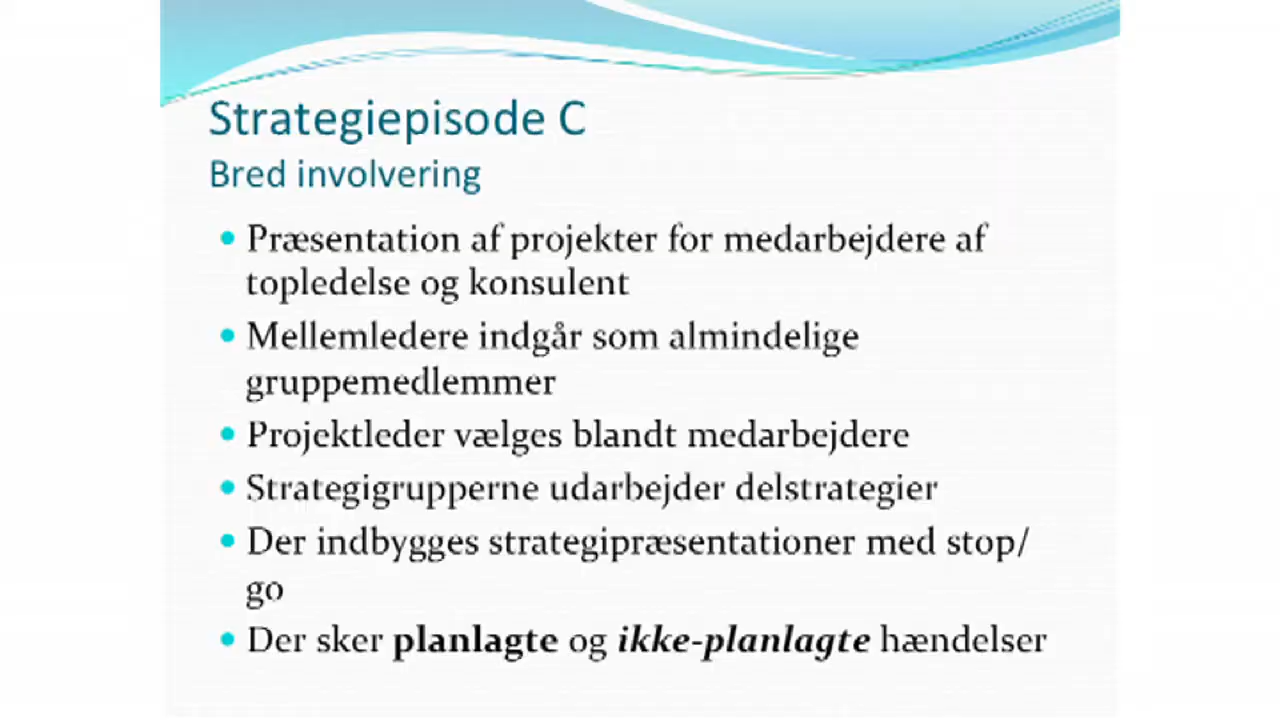 Strategiepisode C
Bred involvering
• Præsentation af projekter for medarbejdere af
topledelse og konsulent
• Mellemledere indgår som almindelige
gruppemedlemmer
• Projektleder vælges blandt medarbejdere
• Strategigrupperne udarbejder delstrategier
• Der indbygges strategipræsentationer med stop/
go
• Der sker planlagte og ikke-planlagte hændelser